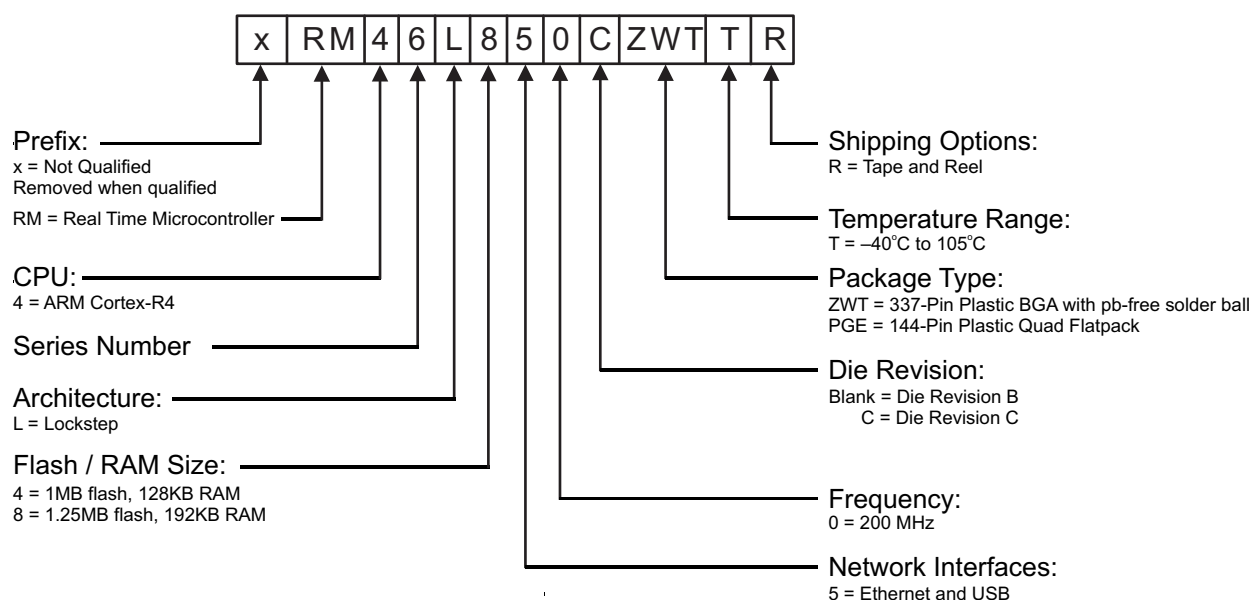 x RM 4 6 L 8 5 0 C ZWT T R
Prefix:
x = Not Qualified
Removed when qualified
RM = Real Time Microcontroller
CPU:
4 = ARM Cortex-R4
Series Number
Architecture:
L = Lockstep
Flash / RAM Size:
4 = 1MB flash, 128KB RAM
8 = 1.25MB flash, 192KB RAM
Shipping Options:
R = Tape and Reel
Temperature Range:
T = –40°C to 105°C
Package Type:
ZWT = 337-Pin Plastic BGA with pb-free solder ball
PGE = 144-Pin Plastic Quad Flatpack
Die Revision:
Blank = Die Revision B
C = Die Revision C
Frequency:
0 = 200 MHz
Network Interfaces:
5 = Ethernet and USB